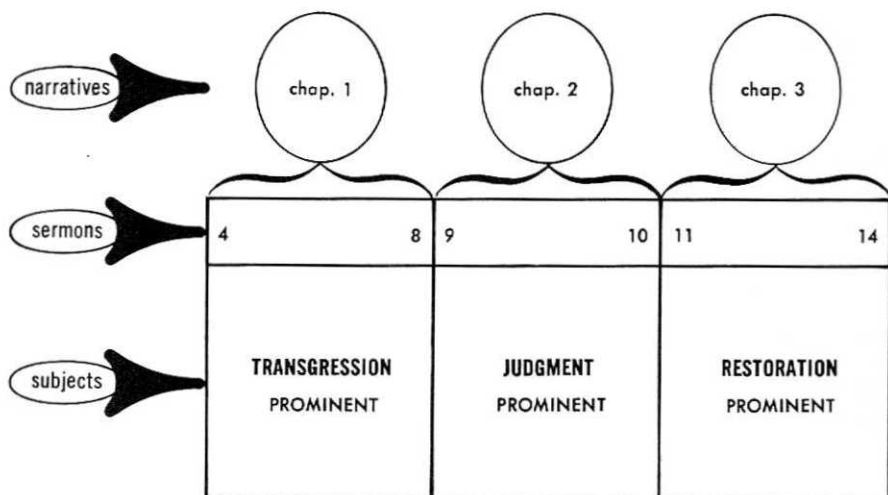 narratives
chap. 1
chap. 2
chap. 3
sermons
4 8 9 10 11 14
subjects
TRANSGRESSION JUDGMENT RESTORATION
PROMINENT PROMINENT PROMINENT